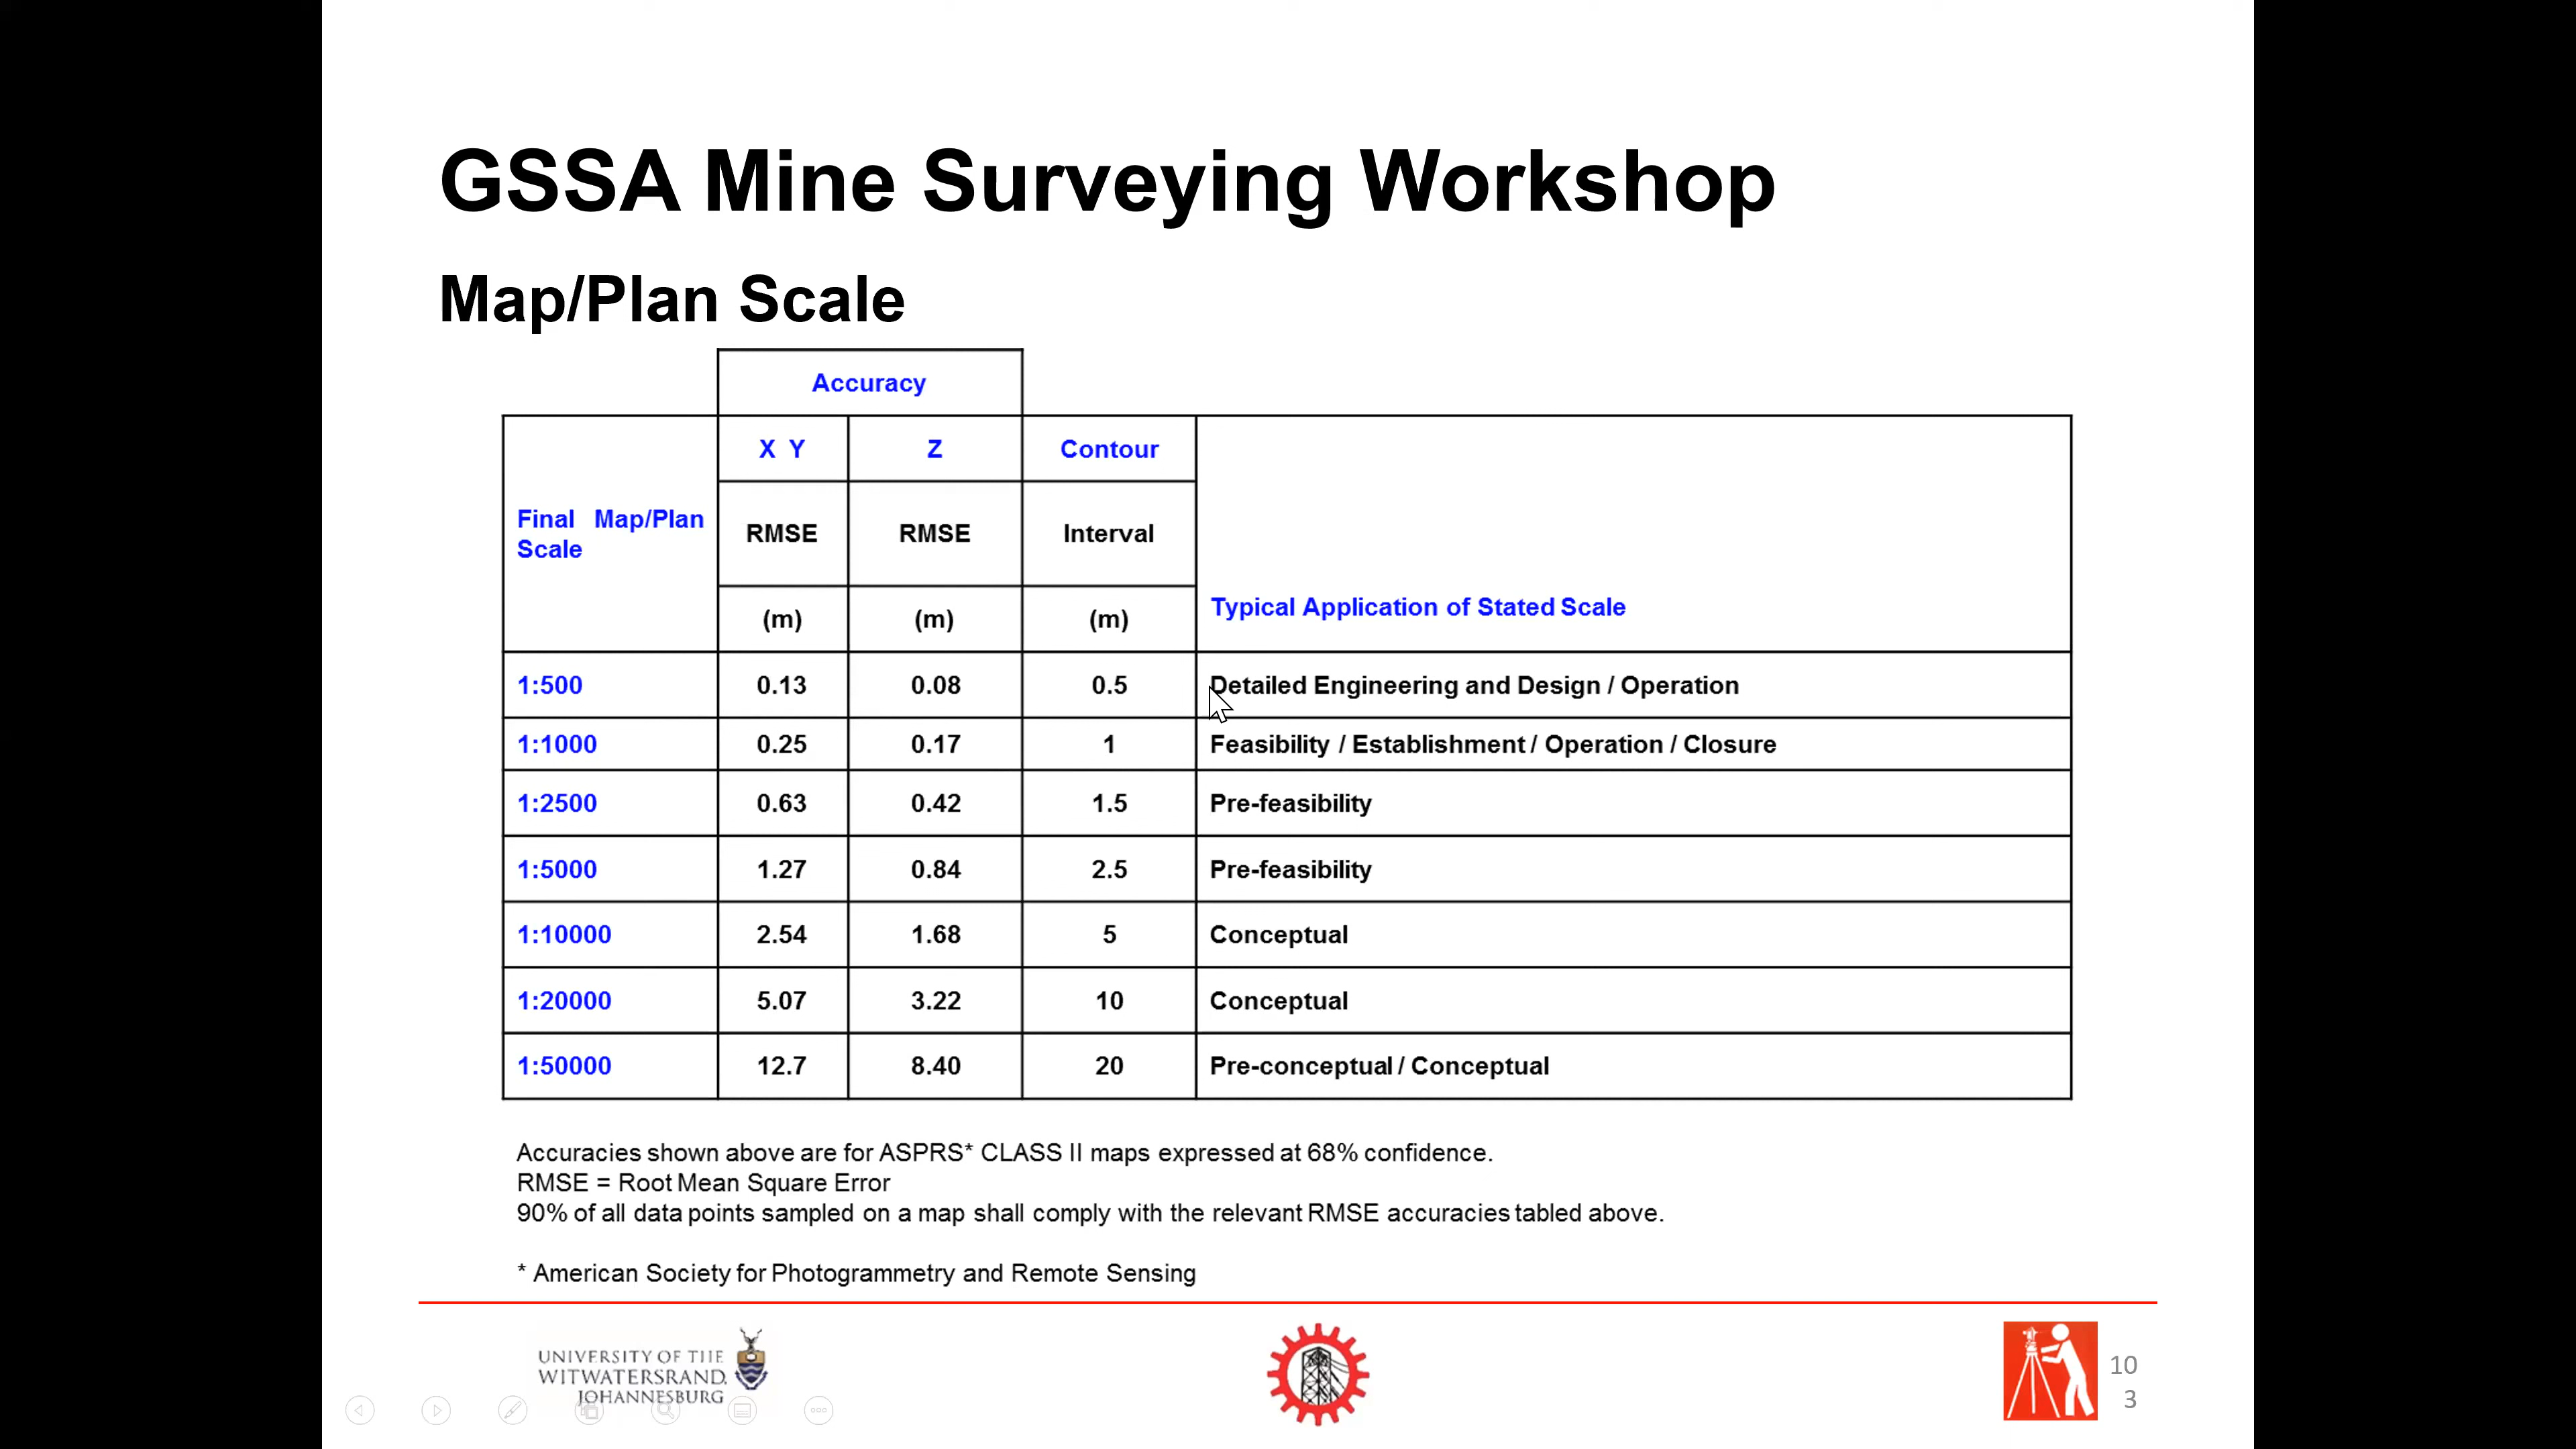 GSSA Mine Surveying Workshop
Map/Plan Scale
Accuracy
X Y Z Contour
Final Map/Plan
Scale
RMSE RMSE Interval
Typical Application of Stated Scale
(m) (m) (m)
1:500 0.13 0.08 0.5 Detailed Engineering and Design / Operation
1:1000 0.25 0.17 1 Feasibility / Establishment / Operation / Closure
1:2500 0.63 0.42 1.5 Pre-feasibility
1:5000 1.27 0.84 2.5 Pre-feasibility
1:10000 2.54 1.68 5 Conceptual
1:20000 5.07 3.22 10 Conceptual
1:50000 12.7 8.40 20 Pre-conceptual / Conceptual
Accuracies shown above are for ASPRS* CLASS II maps expressed at 68% confidence.
RMSE = Root Mean Square Error
90% of all data points sampled on a map shall comply with the relevant RMSE accuracies tabled above.
* American Society for Photogrammetry and Remote Sensing
UNIVERSITY OF THE
WITWATERSRAND,
JOHANNESBURG
10
3